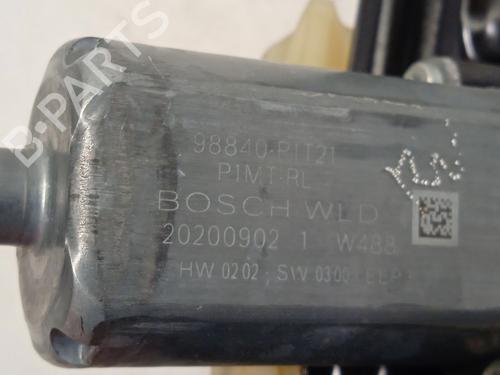 B-PARTS
98840-P1T21
P1MT-RL
BOSCH WLD
20200902 1 W488
HW 0202 ; SW 0300